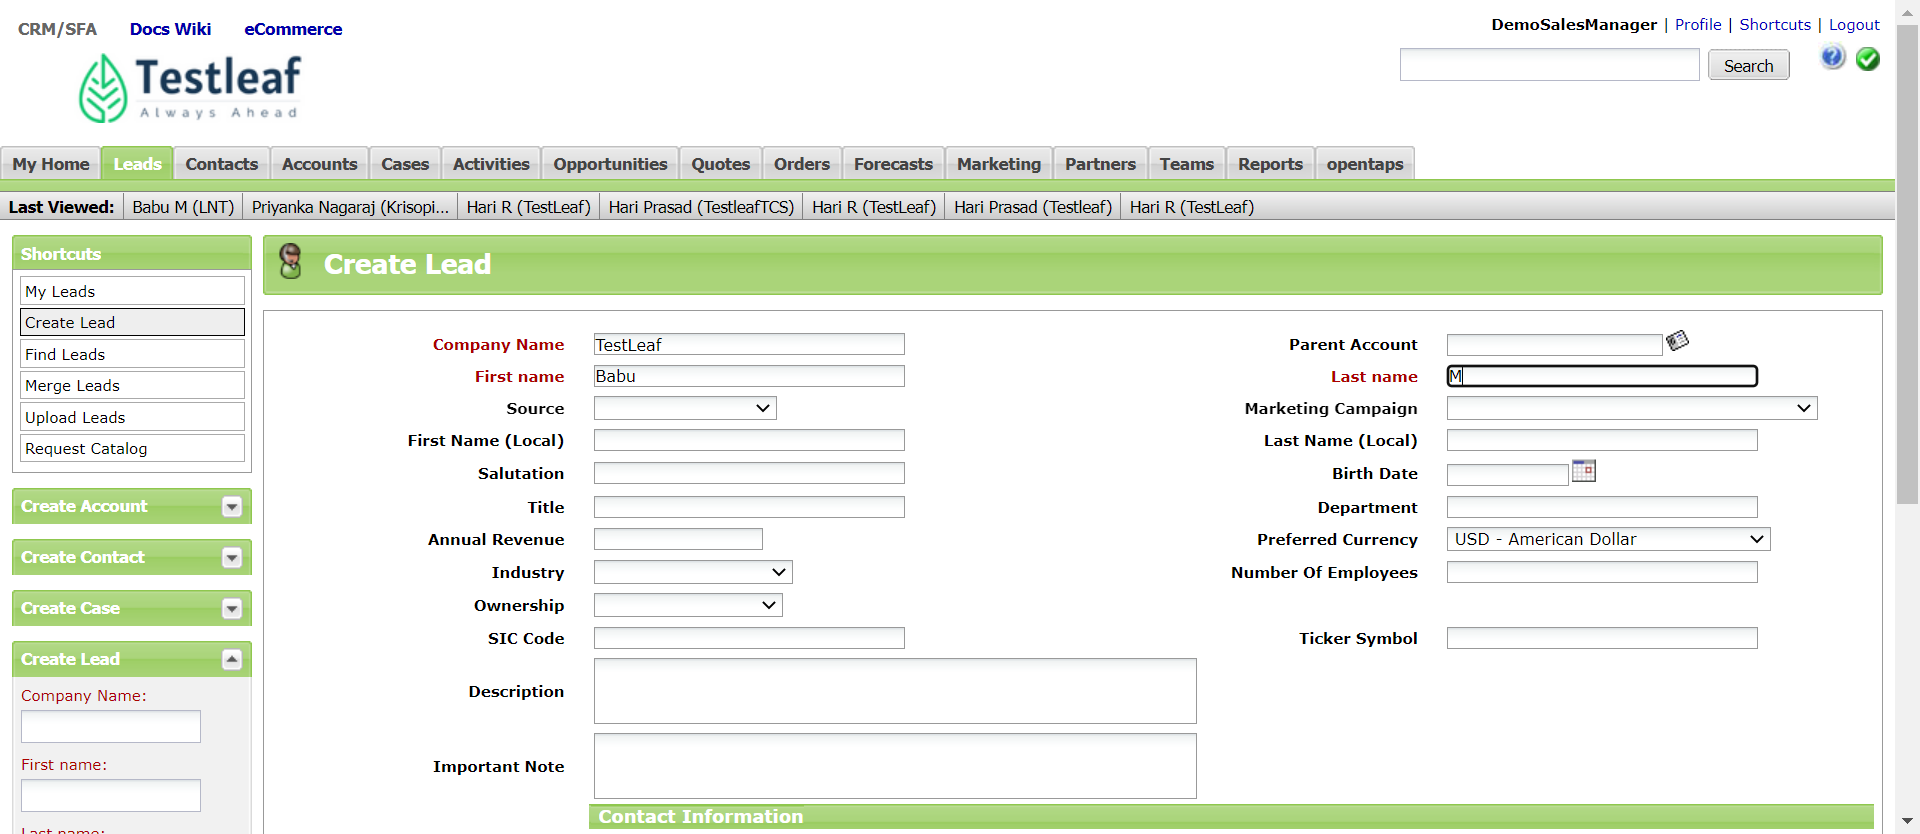 CRM/SFA Docs Wiki eCommerce
DemoSalesManager | Profile | Shortcuts | Logout
Testleaf
Always Ahead
Search
My Home Leads Contacts Accounts Cases Activities Opportunities Quotes Orders Forecasts Marketing Partners Teams Reports opentaps
Last Viewed: Babu M (LNT) Priyanka Nagaraj (Krisopi... Hari R (TestLeaf) Hari Prasad (TestleafTCS) Hari R (TestLeaf) Hari Prasad (Testleaf) Hari R (TestLeaf)
Shortcuts
My Leads
Create Lead
Find Leads
Merge Leads
Upload Leads
Request Catalog
Create Account
Create Contact
Create Case
Create Lead
Company Name:
First name:
Last name:
Create Lead
Company Name TestLeaf Parent Account
First name Babu Last name M
Source Marketing Campaign
First Name (Local) Last Name (Local)
Salutation Birth Date
Title Department
Annual Revenue Preferred Currency USD - American Dollar
Industry Number Of Employees
Ownership
SIC Code Ticker Symbol
Description
Important Note
Contact Information